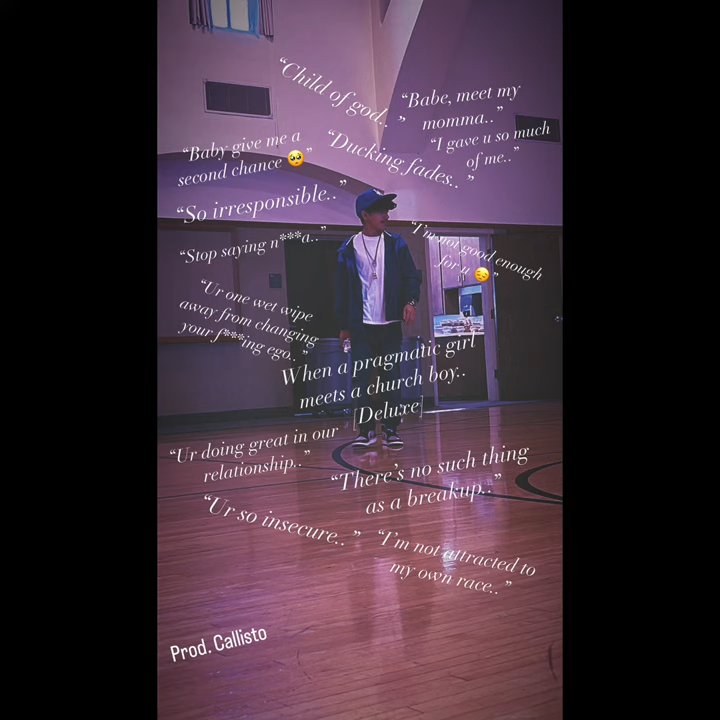 “Child of god.. ”
“Babe, meet my
momma..”
“I gave u so much
of me..”
“Baby give me a
second chance 🥺”
“Ducking fades.. ”
“So irresponsible..”
“Stop saying n***a..”
“I'm not good enough
for u 😔”
“Ur one wet wipe
away from changing
your f***ing ego.. ”
When a pragmatic girl
meets a church boy..
[Deluxe]
“Ur doing great in our
relationship..”
“There's no such thing
as a breakup..”
“Ur so insecure.. ”
“I'm not attracted to
my own race..”
Prod. Callisto